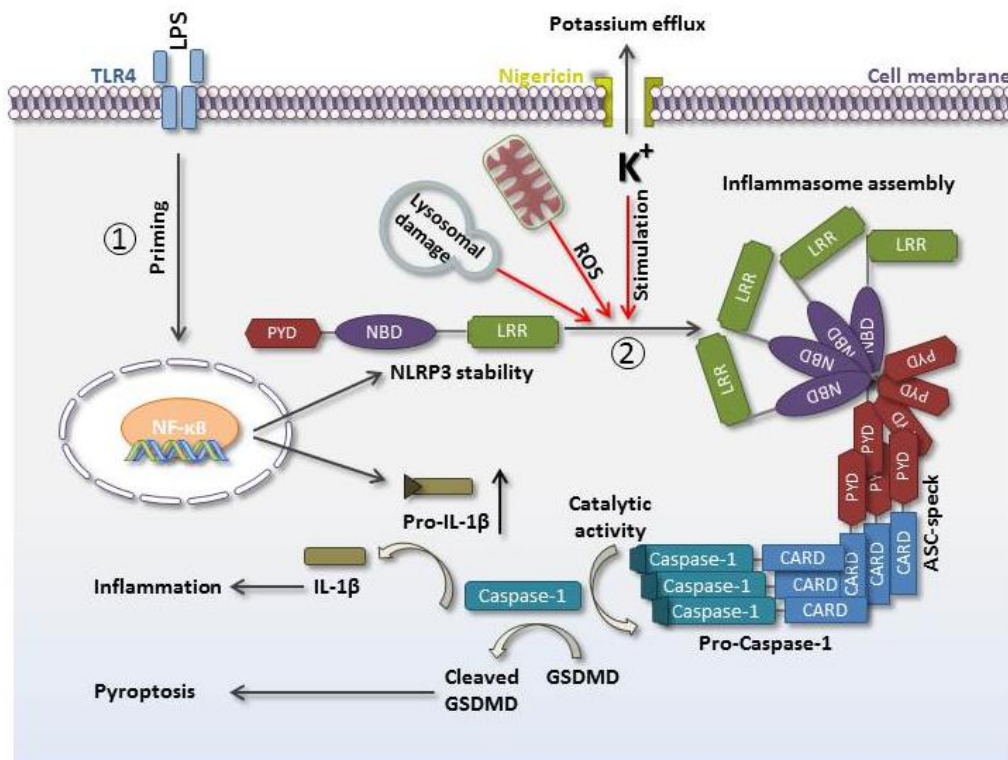 Potassium efflux
LPS
TLR4
Nigericin
Cell membrane
K+
Inflammasome assembly
Lysosomal
damage
ROS
Stimulation
①
Priming
LRR
LRR
LRR
LRR
PYD
NBD
LRR
②
NBD
NBD
NBD
NBD
NLRP3 stability
PYD
PYD
PYD
NF-κB
PYD
PYD
PYD
Pro-IL-1β
Catalytic
activity
ASC-speck
Caspase-1
CARD
CARD
CARD
CARD
Caspase-1
CARD
Caspase-1
CARD
Pro-Caspase-1
Inflammation
IL-1β
Caspase-1
Cleaved
GSDMD
GSDMD
Pyroptosis